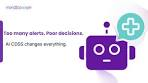 Too many alerts. Poor decisions.
AI CDSS changes everything.